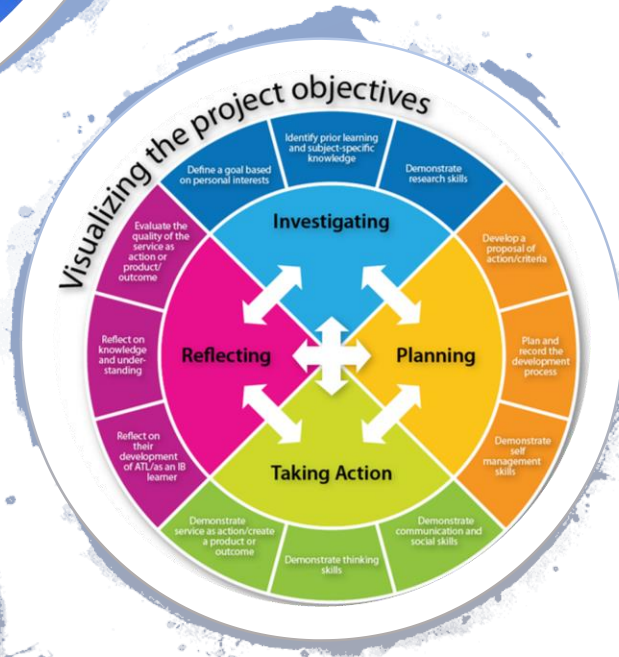 Visualizing the project objectives
Define a goal based
on personal interests
Identify prior learning
and subject-specific
knowledge
Demonstrate
research skills
Investigating
Develop a
proposal of
action/criteria
Plan and
record the
development
process
Demonstrate
self
management
skills
Planning
Demonstrate
communication and
social skills
Demonstrate thinking
skills
Demonstrate
service as action/create
a product or
outcome
Taking Action
Reflect on
their
development
of ATL/as an IB
learner
Reflect on
knowledge
and under-
standing
Evaluate the
quality of the
service as
action or
product/
outcome
Reflecting